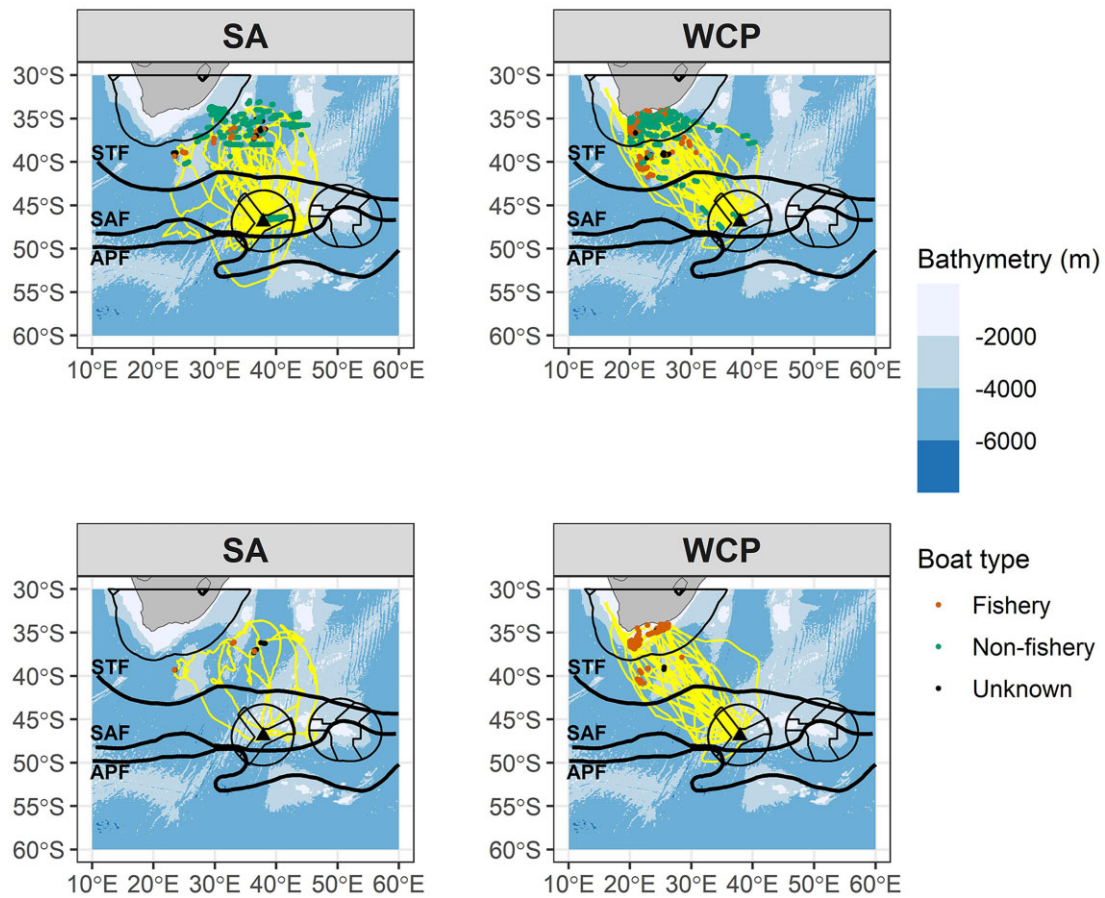 SA
WCP
30°S
35°S
40°S
45°S
50°S
55°S
60°S
STF
SAF
APF
10°E 20°E 30°E 40°E 50°E 60°E
30°S
35°S
40°S
45°S
50°S
55°S
60°S
STF
SAF
APF
10°E 20°E 30°E 40°E 50°E 60°E
Bathymetry (m)
-2000
-4000
-6000
SA
WCP
30°S
35°S
40°S
45°S
50°S
55°S
60°S
STF
SAF
APF
10°E 20°E 30°E 40°E 50°E 60°E
30°S
35°S
40°S
45°S
50°S
55°S
60°S
STF
SAF
APF
10°E 20°E 30°E 40°E 50°E 60°E
Boat type
Fishery
Non-fishery
Unknown